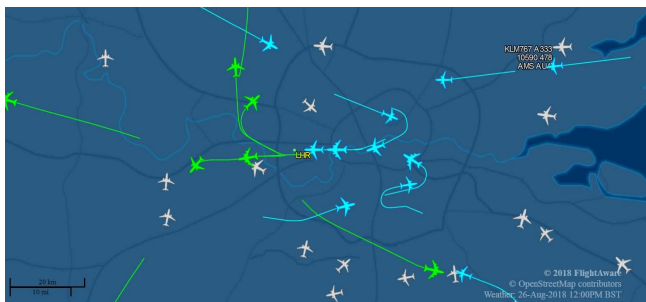 KLM767 A333
10590 478
AMS AUA
LHR
20 km
10 mi
© 2018 FlightAware
© OpenStreetMap contributors
Weather: 26-Aug-2018 12:00PM BST